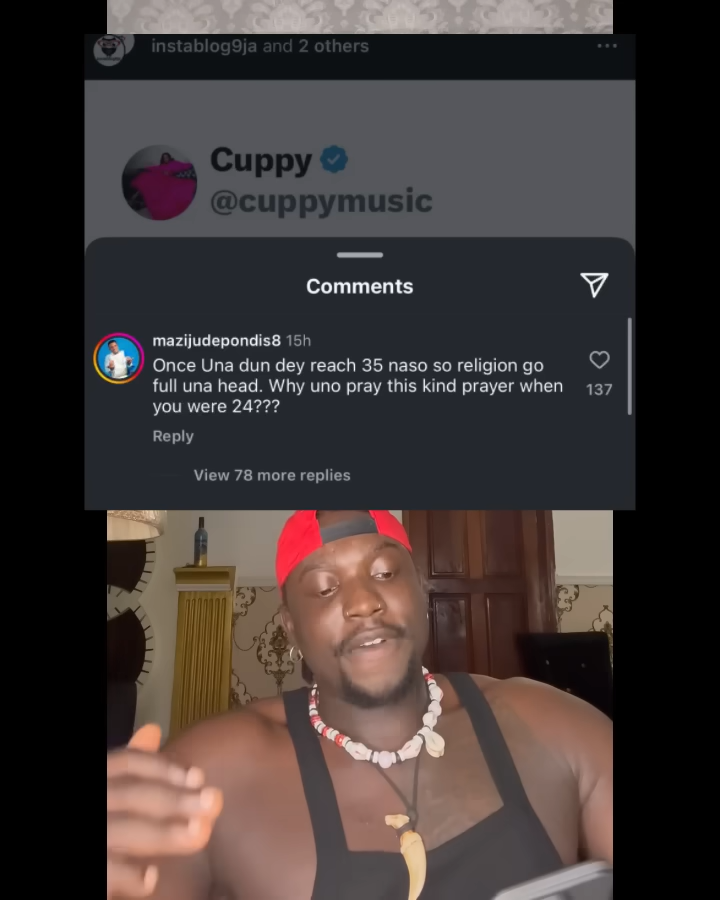 instablog9ja and 2 others
Cuppy
@cuppymusic
Comments
mazijudepondis8 15h
Once Una dun dey reach 35 naso so religion go
full una head. Why uno pray this kind prayer when
you were 24???
137
Reply
View 78 more replies